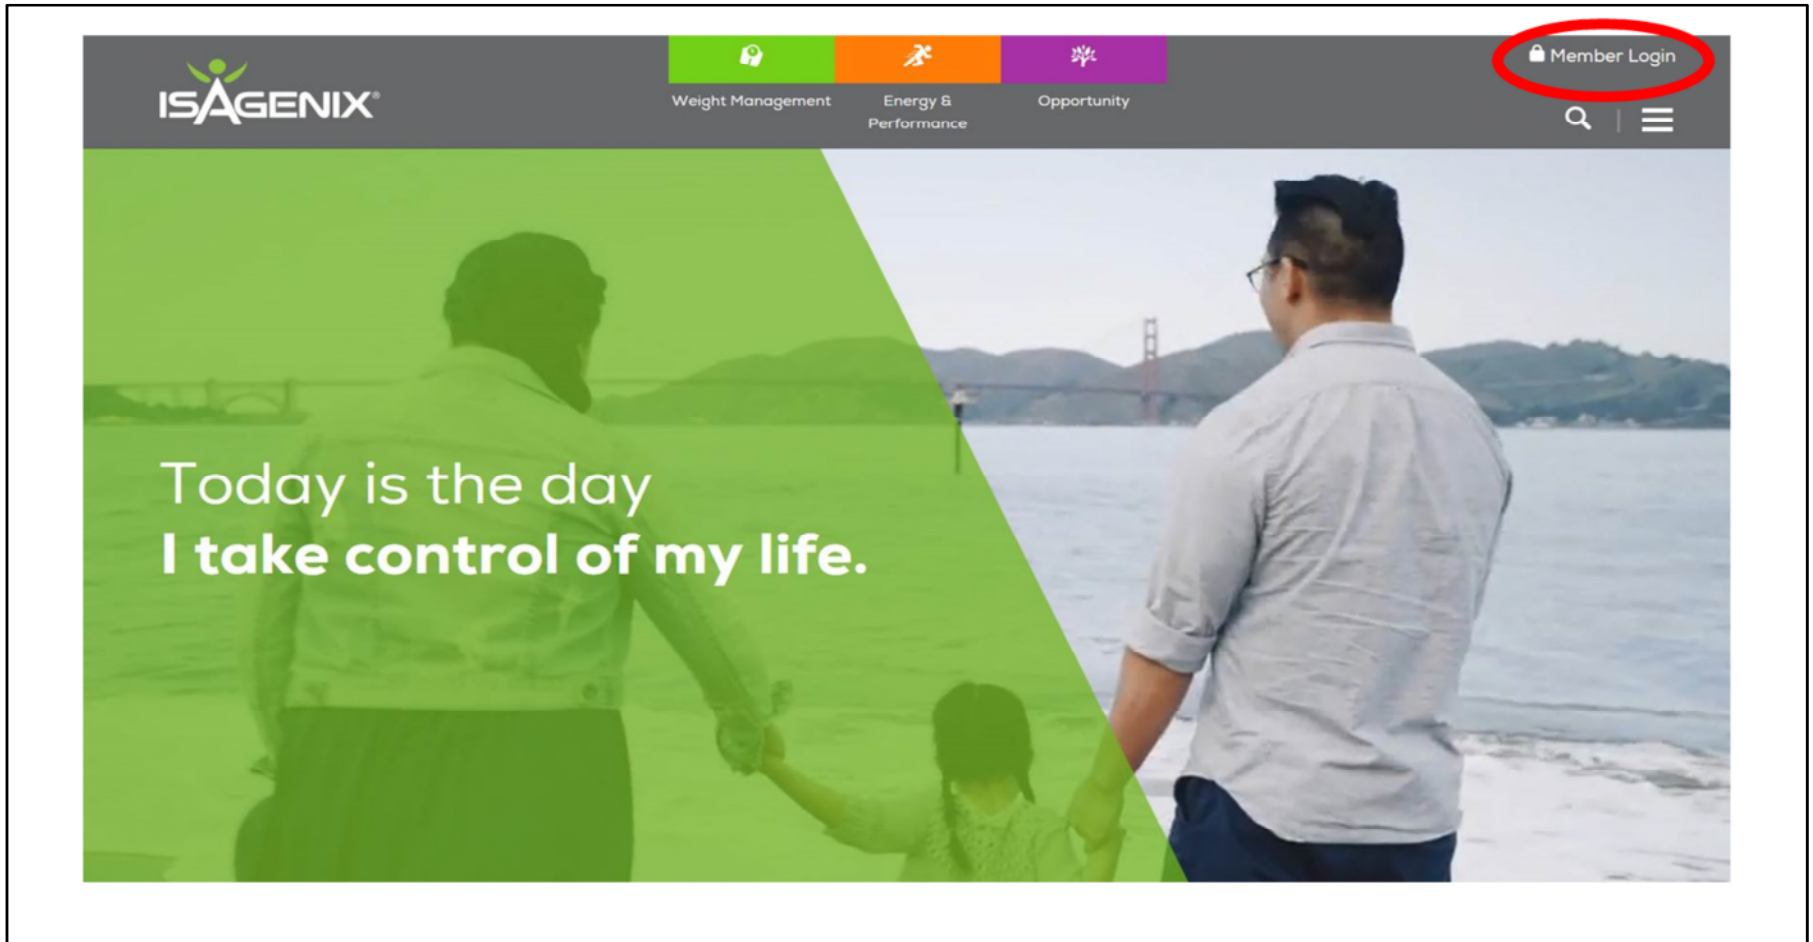 ISAGENIX®
Weight Management
Energy &
Performance
Opportunity
Member Login
Today is the day
I take control of my life.